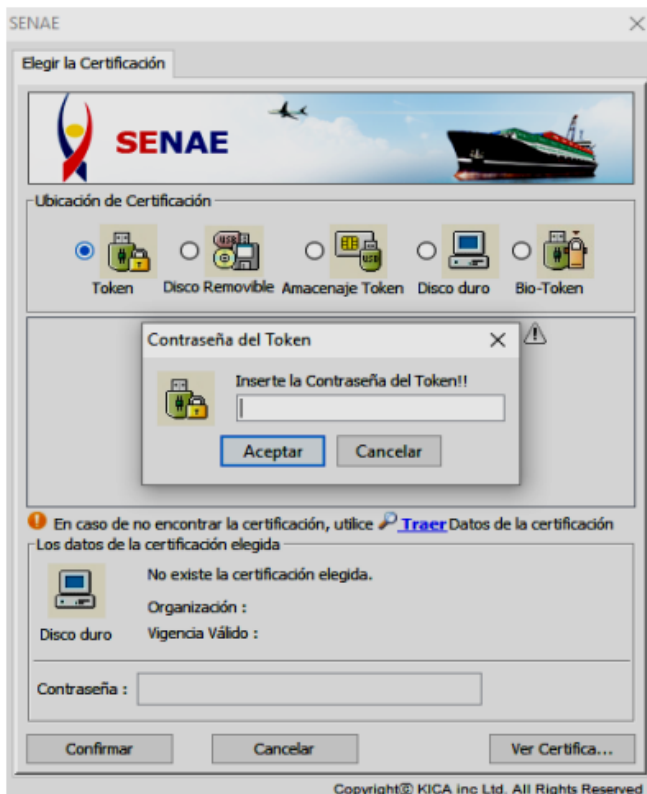 SENAE
Elegir la Certificación
SENAE
Ubicación de Certificación
Token Disco Removible Amacenaje Token Disco duro Bio-Token
Contraseña del Token
Inserte la Contraseña del Token!!
Aceptar Cancelar
En caso de no encontrar la certificación, utilice Traer Datos de la certificación
Los datos de la certificación elegida
No existe la certificación elegida.
Organización :
Disco duro Vigencia Válido :
Contraseña :
Confirmar Cancelar Ver Certifica...
Copyright© KICA inc Ltd. All Rights Reserved